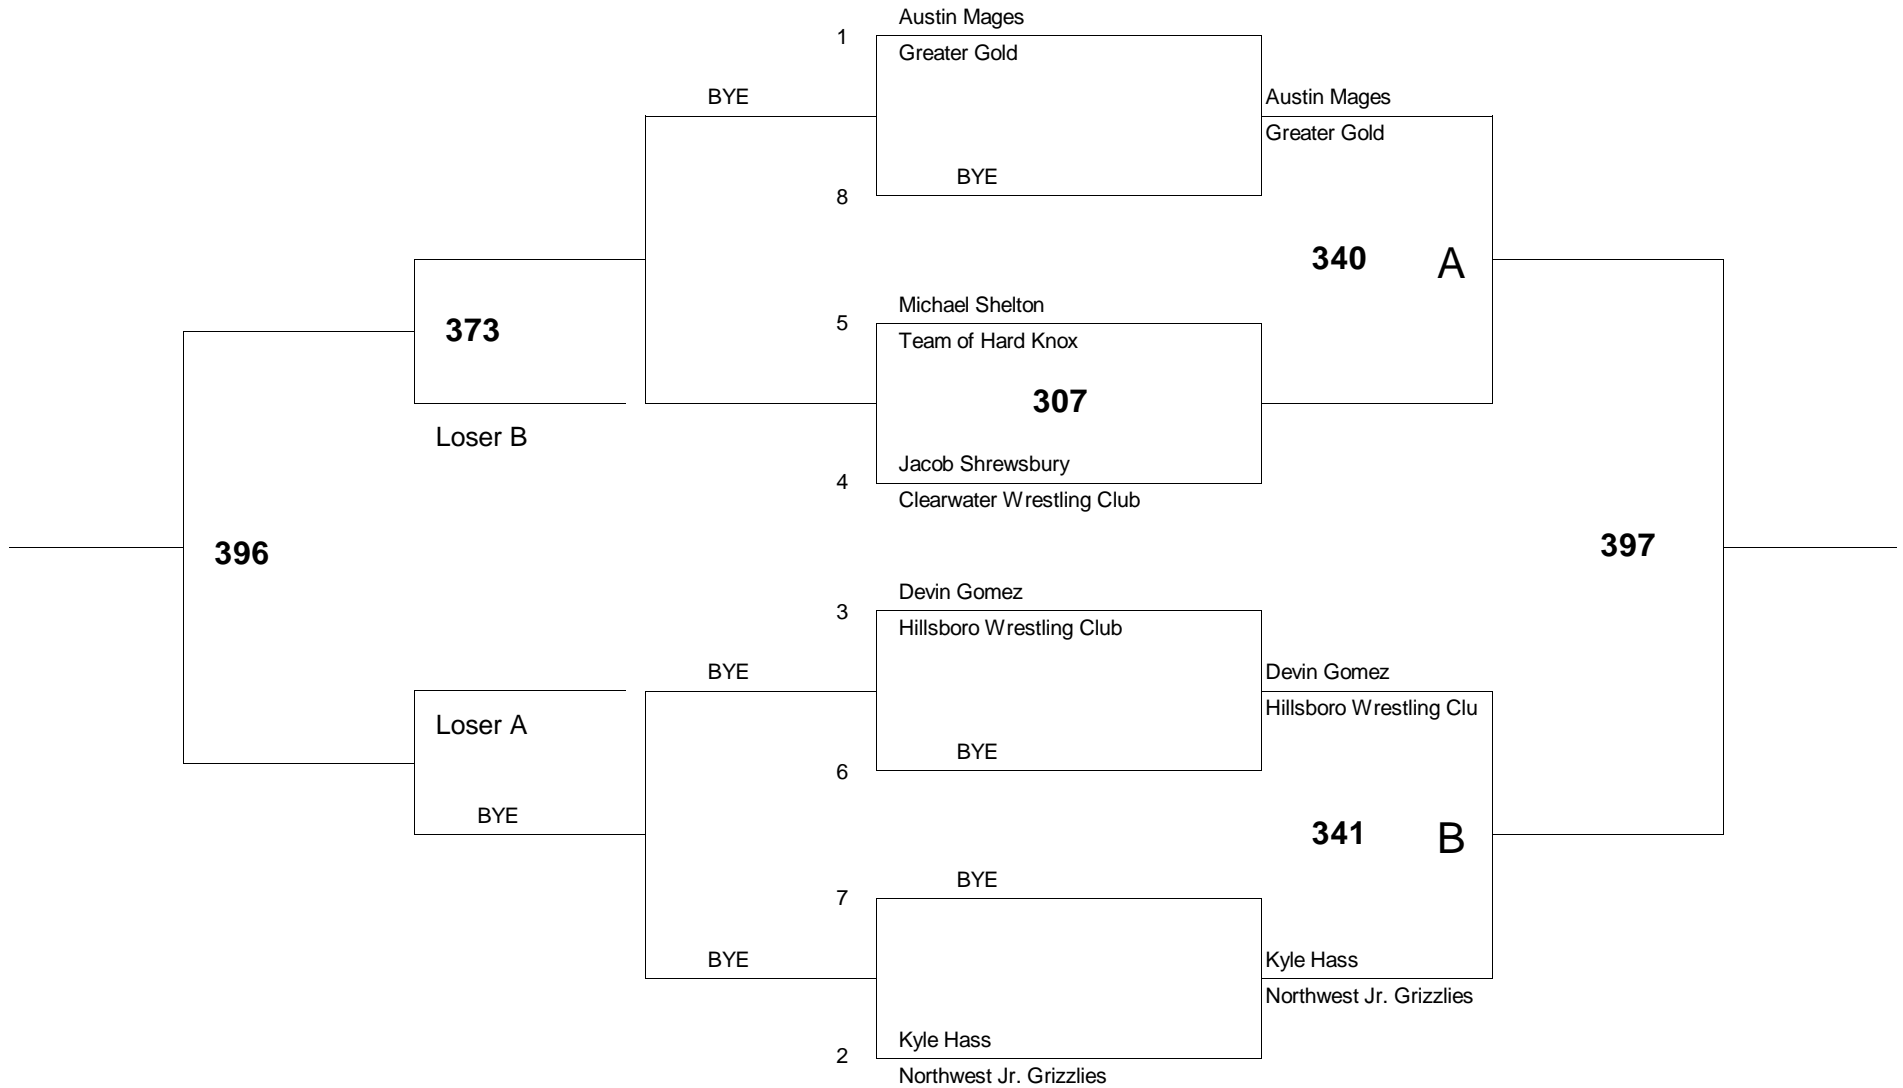 Austin Mages
1
Greater Gold
BYE
Austin Mages
Greater Gold
BYE
8
340
A
Michael Shelton
5
373
Team of Hard Knox
307
Loser B
Jacob Shrewsbury
4
Clearwater Wrestling Club
396
397
Devin Gomez
3
Hillsboro Wrestling Club
BYE
Devin Gomez
Loser A
Hillsboro Wrestling Clu
BYE
6
BYE
341
B
BYE
7
BYE
Kyle Hass
Northwest Jr. Grizzlies
Kyle Hass
2
Northwest Jr. Grizzlies